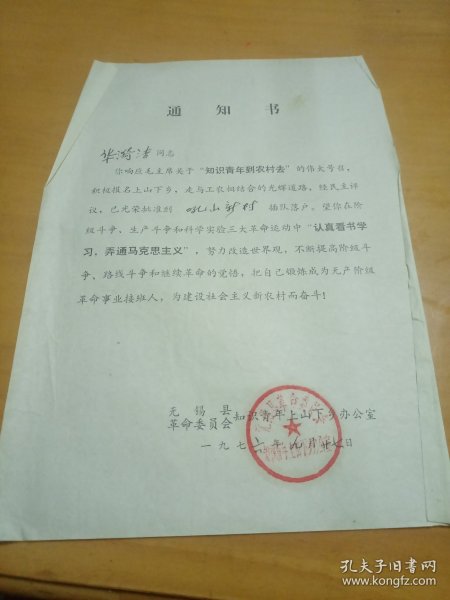 通知书
华 同志
你响应毛主席关于“知识青年到农村去”的伟大号召，
积极报名上山下乡，走与工农相结合的光辉道路，经民主评
议，已光荣批准到 山新村 插队落户。望你在阶
级斗争、生产斗争和科学实验三大革命运动中“认真看书学
习，弄通马克思主义”，努力改造世界观，不断提高阶级斗
争、路线斗争和继续革命的觉悟，把自己锻炼成为无产阶级
革命事业接班人，为建设社会主义新农村而奋斗！
无锡县
革命委员会知识青年上山下乡办公室
一九七 年 月 日
孔夫子旧书网
www.kongfz.com